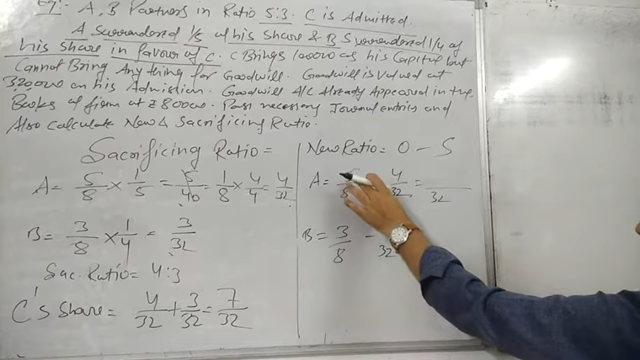 Eg:- A, B Partners in Ratio 5:3. C is Admitted.
A Surrendered 1/5 of his Share & B Surrendered 1/4 of
his Share in favour of C. C Brings as his Capital but
Cannot Bring Any thing for Goodwill. Goodwill is Valued at
on his Admission. Goodwill A/c Already Appeared in the
Books of firm at Pass necessary Journal entries and
Also Calculate New & Sacrificing Ratio.
Sacrificing Ratio =
A = 5/8 × 1/5 = 5/40 = 1/8 × 4/4 = 4/32
B = 3/8 × 1/4 = 3/32
Sac. Ratio = 4:3
C's Share = 4/32 + 3/32 = 7/32
New Ratio = O - S
A = 4/32 = /32
B = 3/8 - 32